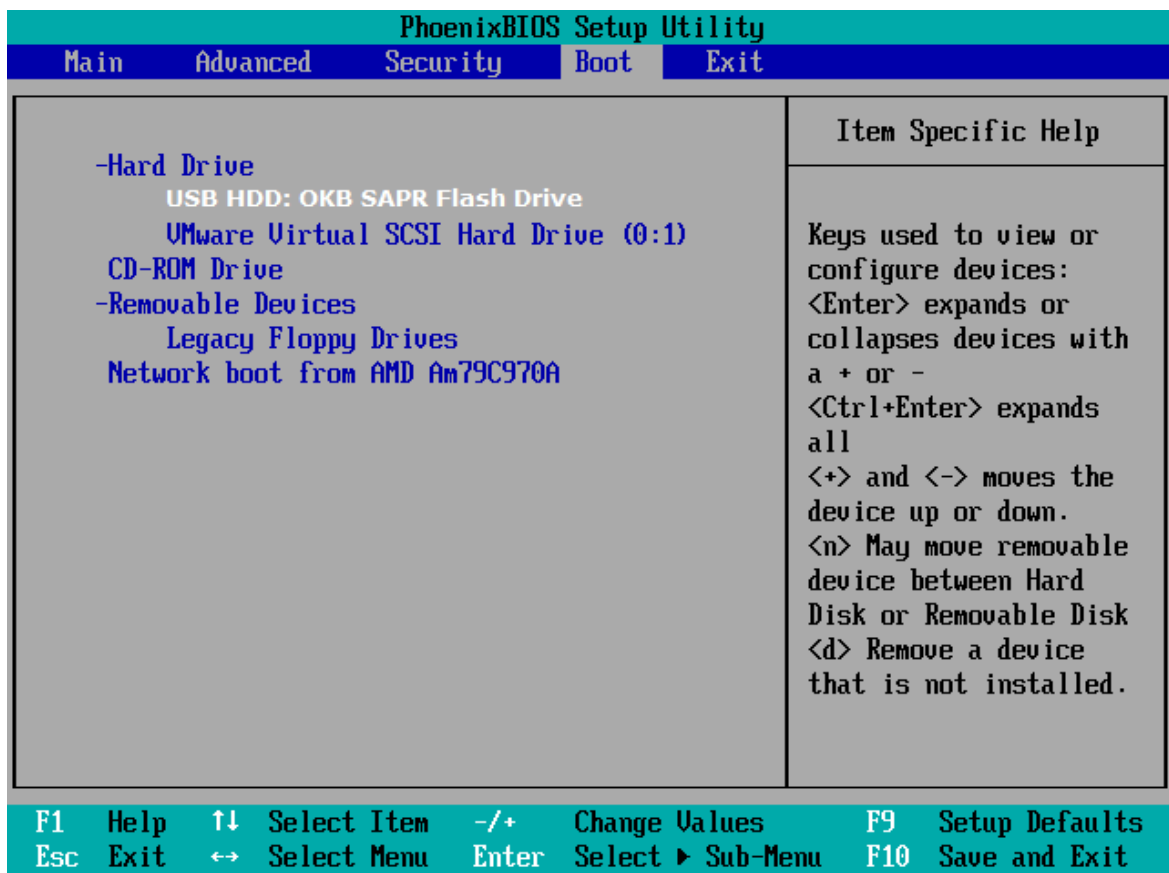 PhoenixBIOS Setup Utility
Main Advanced Security Boot Exit
-Hard Drive
USB HDD: OKB SAPR Flash Drive
VMware Virtual SCSI Hard Drive (0:1)
CD-ROM Drive
-Removable Devices
Legacy Floppy Drives
Network boot from AMD Am79C970A
Item Specific Help
Keys used to view or
configure devices:
<Enter> expands or
collapses devices with
a + or -
<Ctrl+Enter> expands
all
<+> and <-> moves the
device up or down.
<n> May move removable
device between Hard
Disk or Removable Disk
<d> Remove a device
that is not installed.
F1 Help ↑↓ Select Item -/+ Change Values F9 Setup Defaults
Esc Exit ↔ Select Menu Enter Select ▶ Sub-Menu F10 Save and Exit